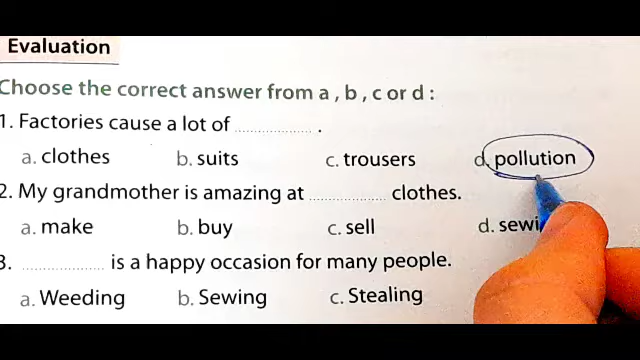 Evaluation
Choose the correct answer from a , b , c or d :
1. Factories cause a lot of .................... .
a. clothes b. suits c. trousers d. pollution
2. My grandmother is amazing at .................... clothes.
a. make b. buy c. sell d.
3. .................... is a happy occasion for many people.
a. Weeding b. Sewing c. Stealing